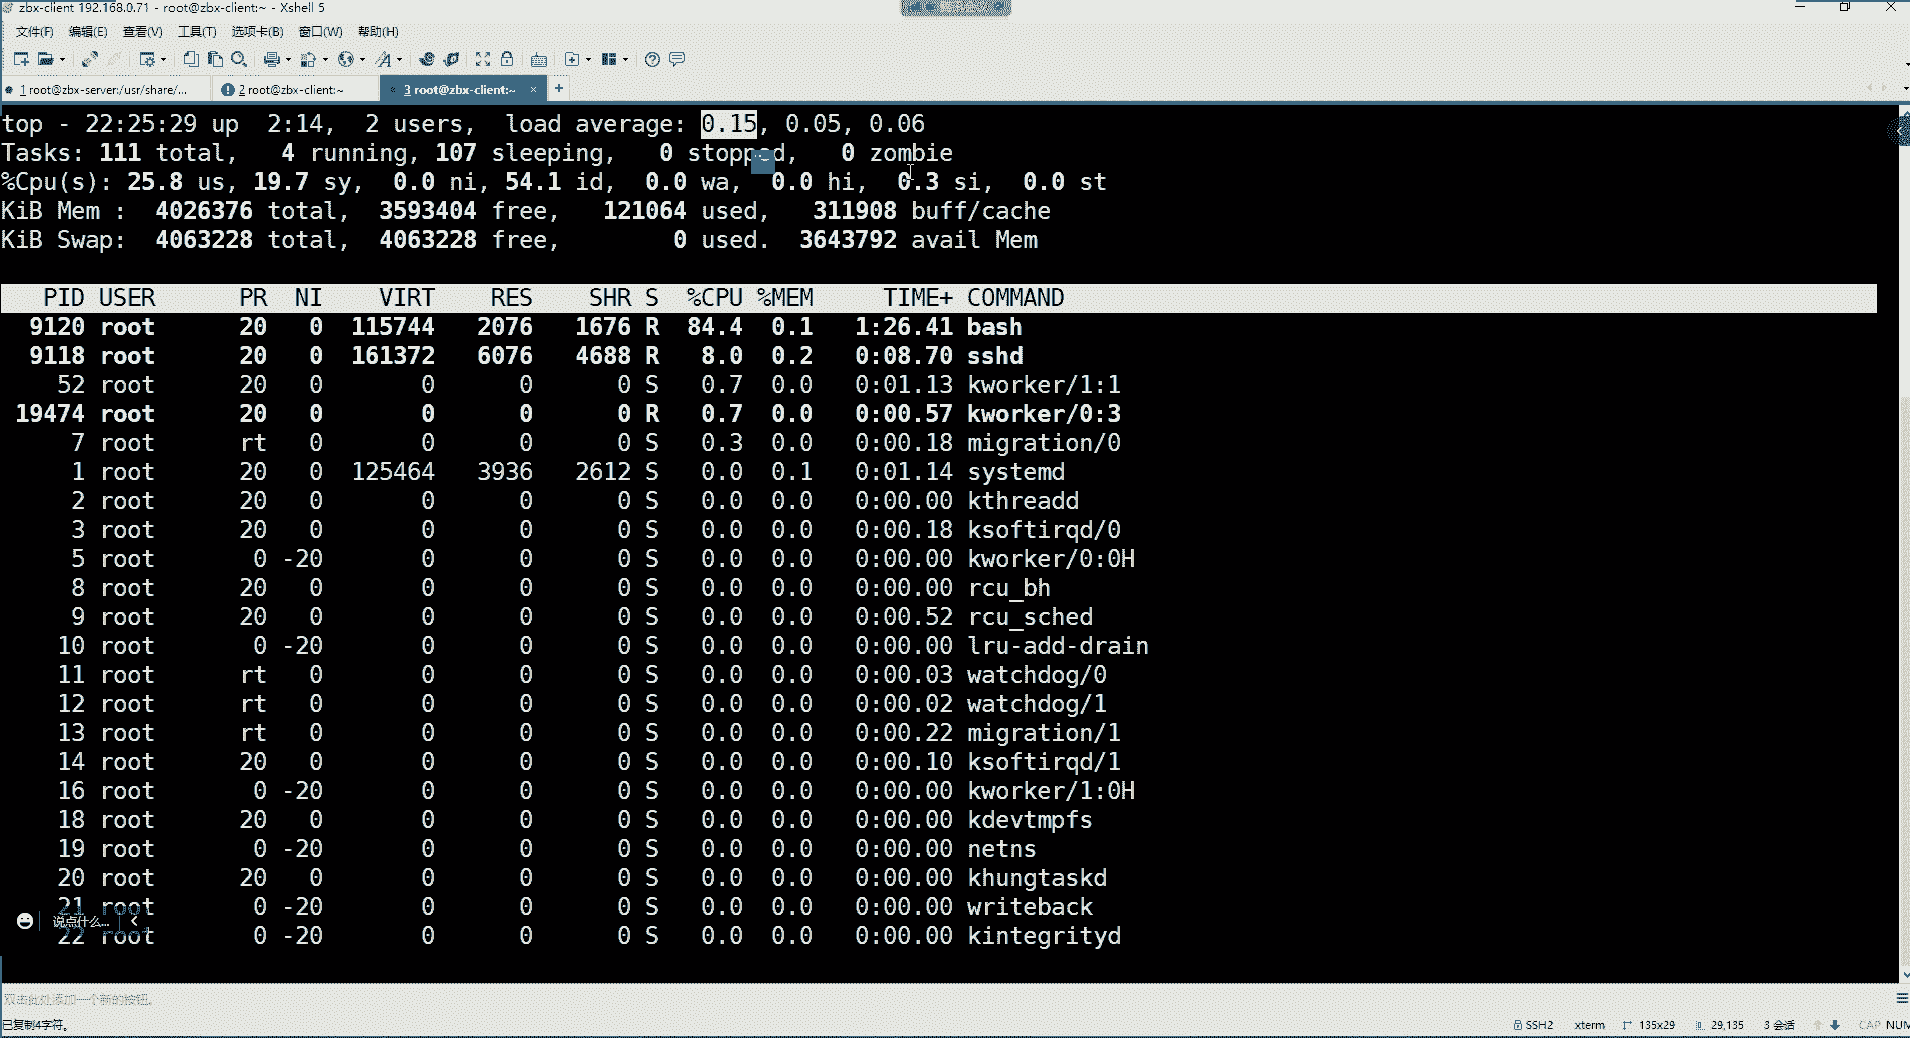 zbx-client 192.168.0.71 - root@zbx-client:~ - Xshell 5
文件(F) 编辑(E) 查看(V) 工具(T) 选项卡(B) 窗口(W) 帮助(H)
1 root@zbx-server:/usr/share/... 2 root@zbx-client:~ 3 root@zbx-client:~ × +
top - 22:25:29 up  2:14,  2 users,  load average: 0.15, 0.05, 0.06
Tasks: 111 total,   4 running, 107 sleeping,   0 stopped,   0 zombie
%Cpu(s): 25.8 us, 19.7 sy,  0.0 ni, 54.1 id,  0.0 wa,  0.0 hi,  0.3 si,  0.0 st
KiB Mem :  4026376 total,  3593404 free,   121064 used,   311908 buff/cache
KiB Swap:  4063228 total,  4063228 free,        0 used.  3643792 avail Mem
PID USER PR NI VIRT RES SHR S %CPU %MEM TIME+ COMMAND
9120 root 20 0 115744 2076 1676 R 84.4 0.1 1:26.41 bash
9118 root 20 0 161372 6076 4688 R 8.0 0.2 0:08.70 sshd
52 root 20 0 0 0 0 S 0.7 0.0 0:01.13 kworker/1:1
19474 root 20 0 0 0 0 R 0.7 0.0 0:00.57 kworker/0:3
7 root rt 0 0 0 0 S 0.3 0.0 0:00.18 migration/0
1 root 20 0 125464 3936 2612 S 0.0 0.1 0:01.14 systemd
2 root 20 0 0 0 0 S 0.0 0.0 0:00.00 kthreadd
3 root 20 0 0 0 0 S 0.0 0.0 0:00.18 ksoftirqd/0
5 root 0 -20 0 0 0 S 0.0 0.0 0:00.00 kworker/0:0H
8 root 20 0 0 0 0 S 0.0 0.0 0:00.00 rcu_bh
9 root 20 0 0 0 0 S 0.0 0.0 0:00.52 rcu_sched
10 root 0 -20 0 0 0 S 0.0 0.0 0:00.00 lru-add-drain
11 root rt 0 0 0 0 S 0.0 0.0 0:00.03 watchdog/0
12 root rt 0 0 0 0 S 0.0 0.0 0:00.02 watchdog/1
13 root rt 0 0 0 0 S 0.0 0.0 0:00.22 migration/1
14 root 20 0 0 0 0 S 0.0 0.0 0:00.10 ksoftirqd/1
16 root 0 -20 0 0 0 S 0.0 0.0 0:00.00 kworker/1:0H
18 root 20 0 0 0 0 S 0.0 0.0 0:00.00 kdevtmpfs
19 root 0 -20 0 0 0 S 0.0 0.0 0:00.00 netns
20 root 20 0 0 0 0 S 0.0 0.0 0:00.00 khungtaskd
21 root 0 -20 0 0 0 S 0.0 0.0 0:00.00 writeback
说点什么...
22 root 0 -20 0 0 0 S 0.0 0.0 0:00.00 kintegrityd
双击此处添加一个新的按钮。
已复制4字符。 SSH2 xterm 135x29 29,135 3 会话 CAP NUM